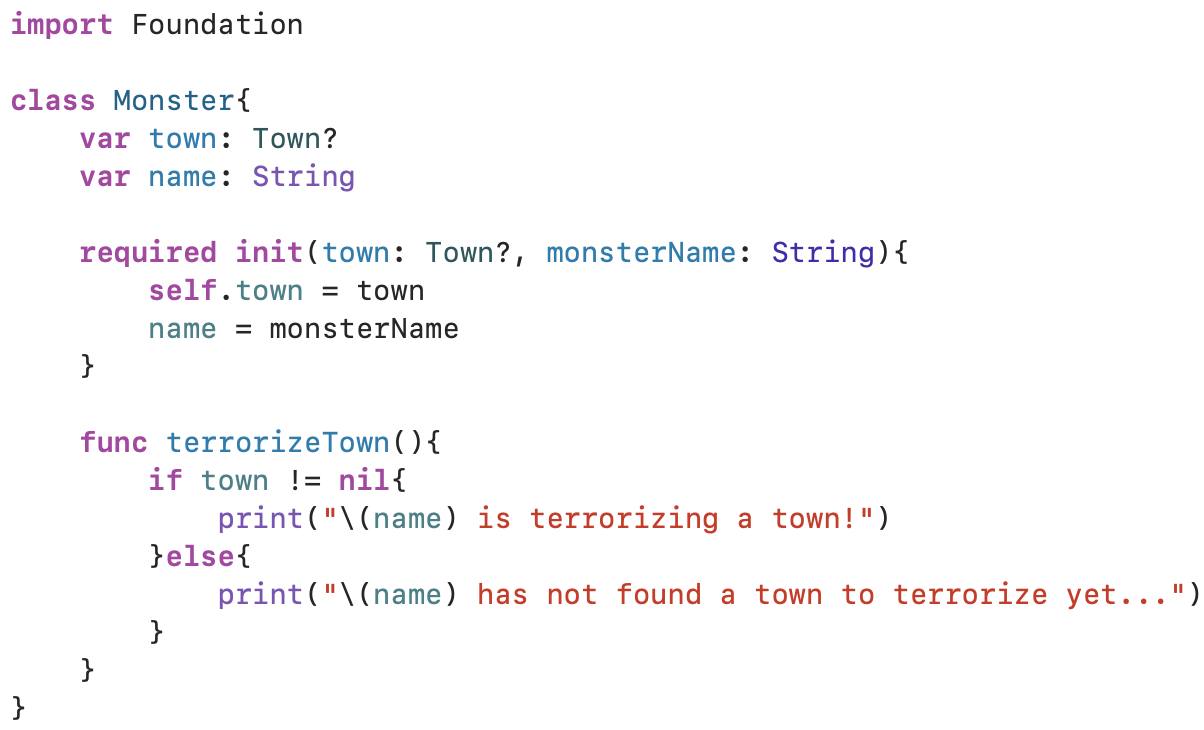 import Foundation

class Monster{
    var town: Town?
    var name: String

    required init(town: Town?, monsterName: String){
        self.town = town
        name = monsterName
    }

    func terrorizeTown(){
        if town != nil{
            print("\(name) is terrorizing a town!")
        }else{
            print("\(name) has not found a town to terrorize yet...")
        }
    }
}